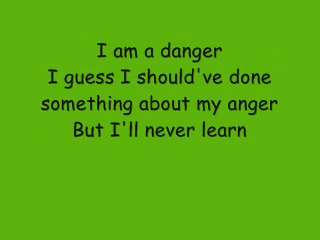 I am a danger
I guess I should've done
something about my anger
But I'll never learn